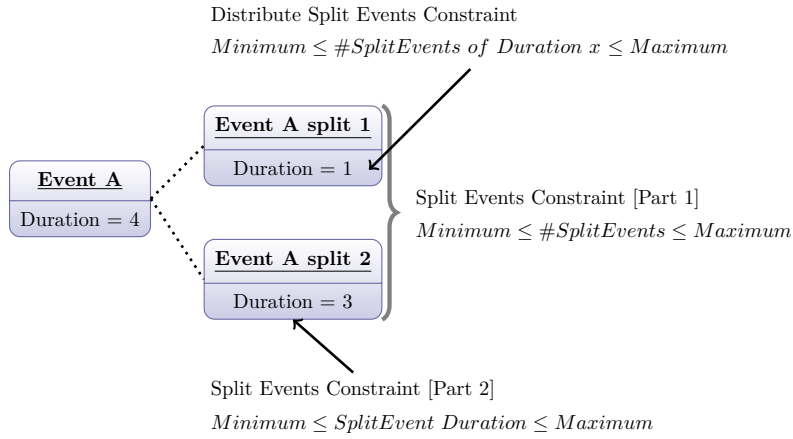 Distribute Split Events Constraint
Minimum ≤ #SplitEvents of Duration x ≤ Maximum
Event A split 1
Duration = 1
Event A
Duration = 4
Split Events Constraint [Part 1]
Minimum ≤ #SplitEvents ≤ Maximum
Event A split 2
Duration = 3
Split Events Constraint [Part 2]
Minimum ≤ SplitEvent Duration ≤ Maximum